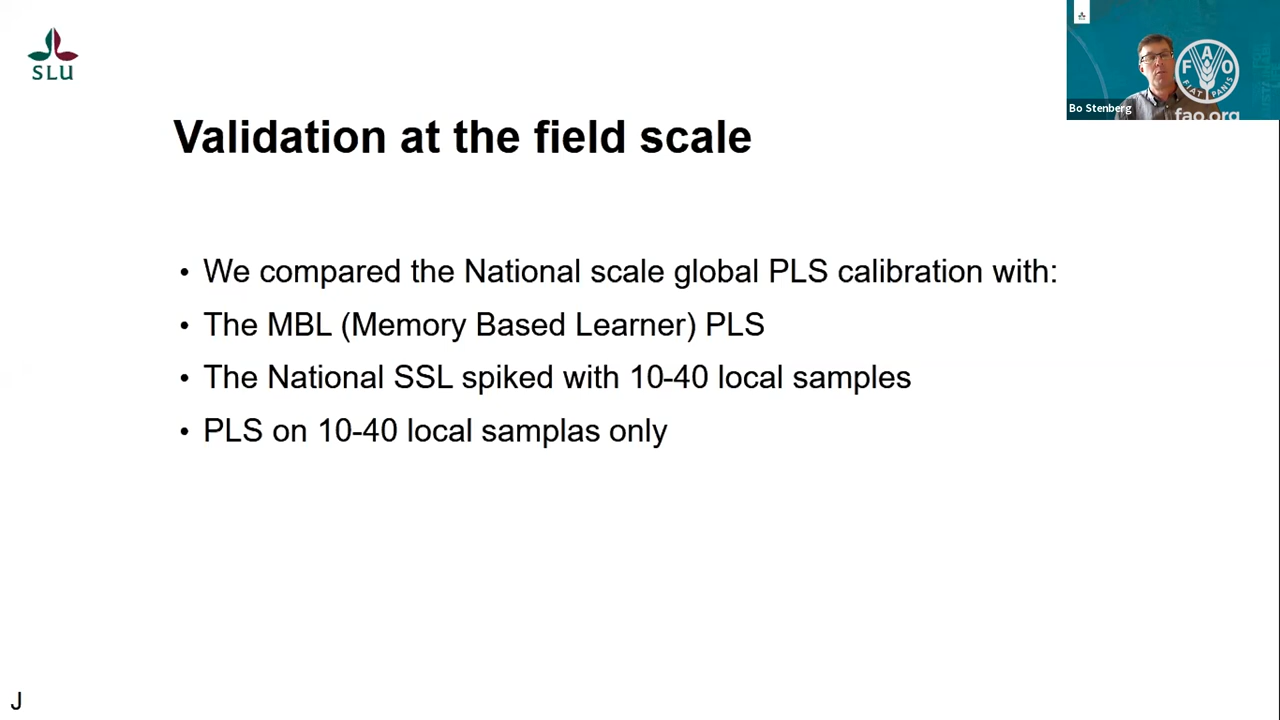 SLU
Bo Stenberg
F A O
FIAT PANIS
fao.org
Validation at the field scale
• We compared the National scale global PLS calibration with:
• The MBL (Memory Based Learner) PLS
• The National SSL spiked with 10-40 local samples
• PLS on 10-40 local samplas only
J